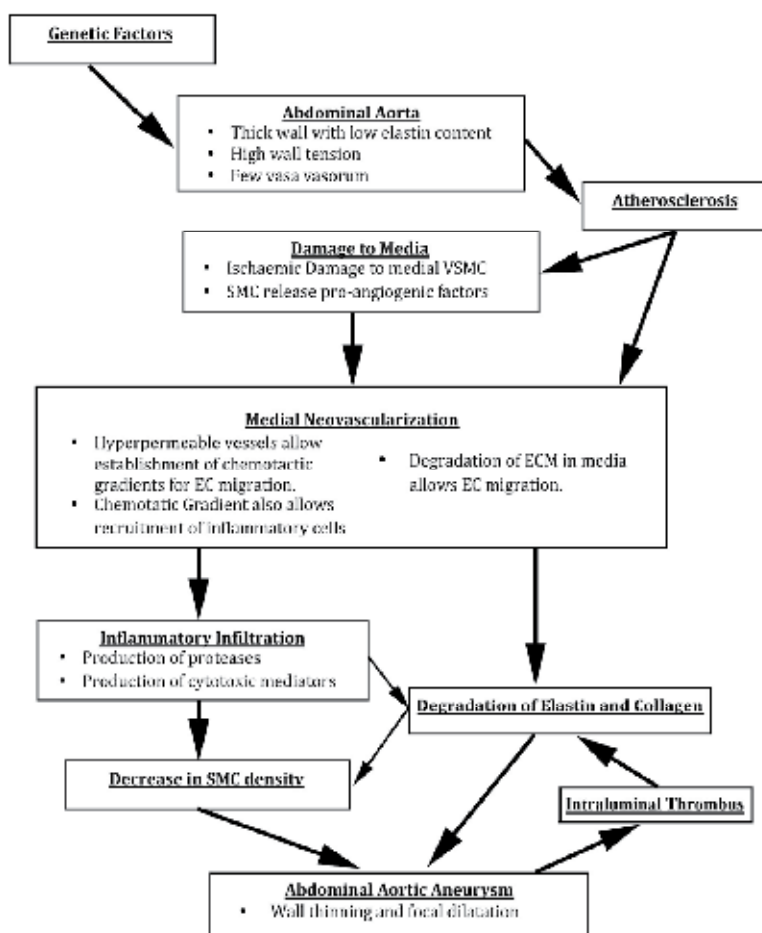 Genetic Factors
Abdominal Aorta
▪ Thick wall with low elastin content
▪ High wall tension
▪ Few vasa vasorum
Atherosclerosis
Damage to Media
▪ Ischaemic Damage to medial VSMC
▪ SMC release pro-angiogenic factors
Medial Neovascularization
▪ Hyperpermeable vessels allow
establishment of chemotactic
gradients for EC migration.
▪ Chemotatic Gradient also allows
recruitment of inflammatory cells
▪ Degradation of ECM in media
allows EC migration.
Inflammatory Infiltration
▪ Production of proteases
▪ Production of cytotoxic mediators
Degradation of Elastin and Collagen
Decrease in SMC density
Intraluminal Thrombus
Abdominal Aortic Aneurysm
▪ Wall thinning and focal dilatation